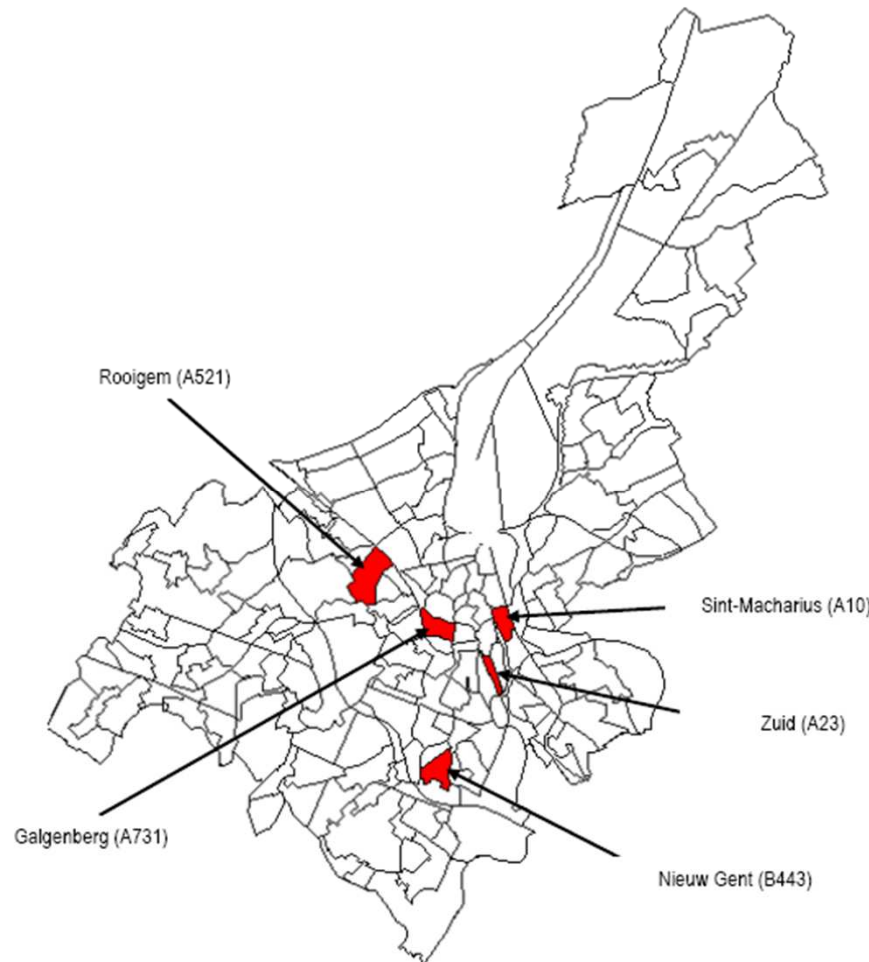 Rooigem (A521)
Sint-Macharius (A10)
Zuid (A23)
Galgenberg (A731)
Nieuw Gent (B443)